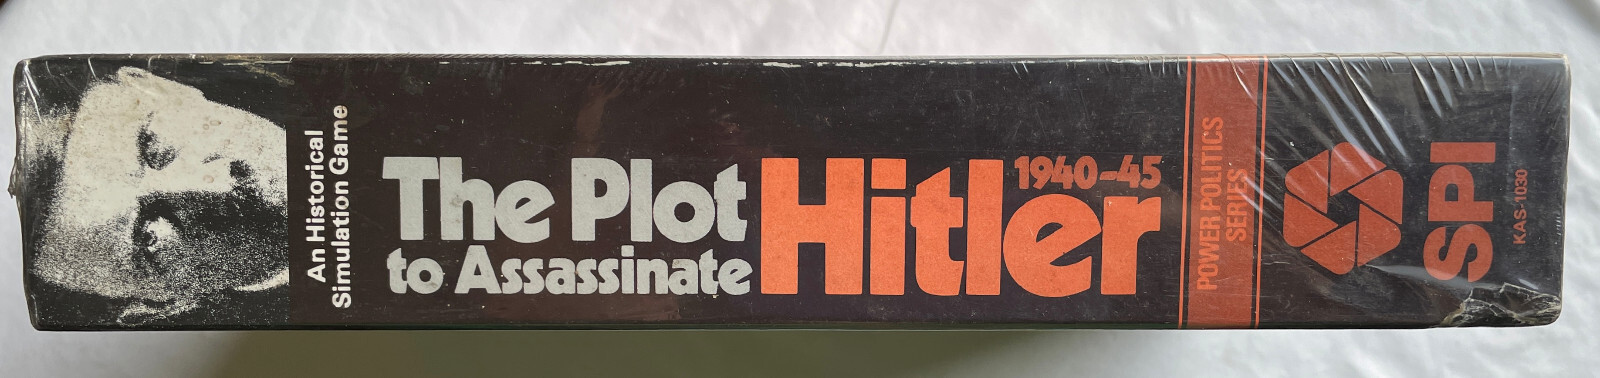 An Historical
Simulation Game
The Plot
to Assassinate
Hitler
1940-45
POWER POLITICS
SERIES
SPI
KAS-1030